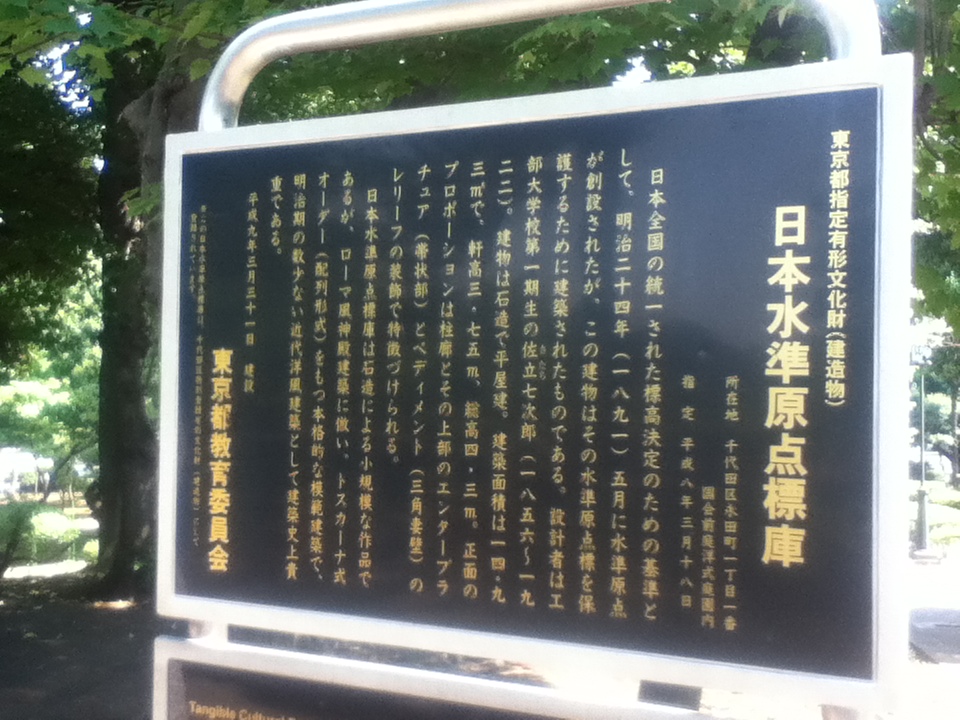 東京都指定有形文化財（建造物）
日本水準原点標庫
所在地 千代田区永田町一丁目一番
国会前庭洋式庭園内
指定 平成八年三月十八日
日本全国の統一された標高決定のための基準と
して、明治二十四年（一八九一）五月に水準原点
が創設されたが、この建物はその水準原点標を保
護するために建築されたものである。設計者は工
部大学校第一期生の佐立七次郎（一八五六〜一九
二二）。建物は石造で平屋建。建築面積は一四・九
三㎡で、軒高三・七五m、総高四・三m。正面の
プロポーションは柱廊とその上部のエンタープラ
チュア（帯状部）とペディメント（三角妻壁）の
レリーフの装飾で特徴づけられる。
日本水準原点標庫は石造による小規模な作品で
あるが、ローマ風神殿建築に倣い、トスカーナ式
オーダー（配列形式）をもつ本格的な模範建築で、
明治期の数少ない近代洋風建築として建築史上貴
重である。
平成九年三月三十一日 建設
東京都教育委員会
Tangible Cultural